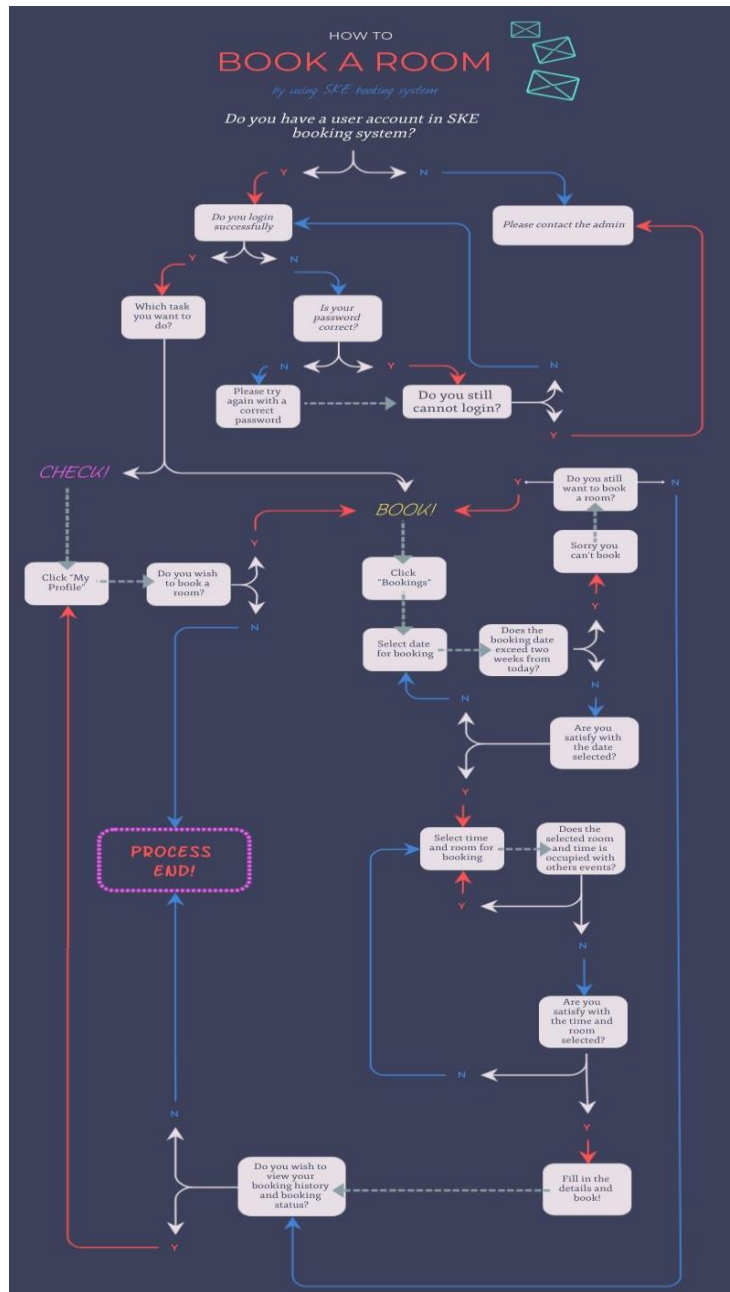 HOW TO
BOOK A ROOM
by using SKE booking system
Do you have a user account in SKE
booking system?
Y
N
Do you login
successfully
Please contact the admin
Y
N
Which task
you want to
do?
Is your
password
correct?
N
Y
N
Please try
again with a
correct
password
Do you still
cannot login?
Y
CHECK!
BOOK!
Y
Do you still
want to book
a room?
N
Y
Sorry you
can't book
Click "My
Profile"
Do you wish
to book a
room?
Click
"Bookings"
Y
N
Select date
for booking
Does the
booking date
exceed two
weeks from
today?
N
N
Are you
satisfy with
the date
selected?
Y
PROCESS
END!
Select time
and room for
booking
Does the
selected room
and time is
occupied with
others events?
Y
N
Are you
satisfy with
the time and
room
selected?
N
N
Y
Do you wish to
view your
booking history
and booking
status?
Fill in the
details and
book!
Y